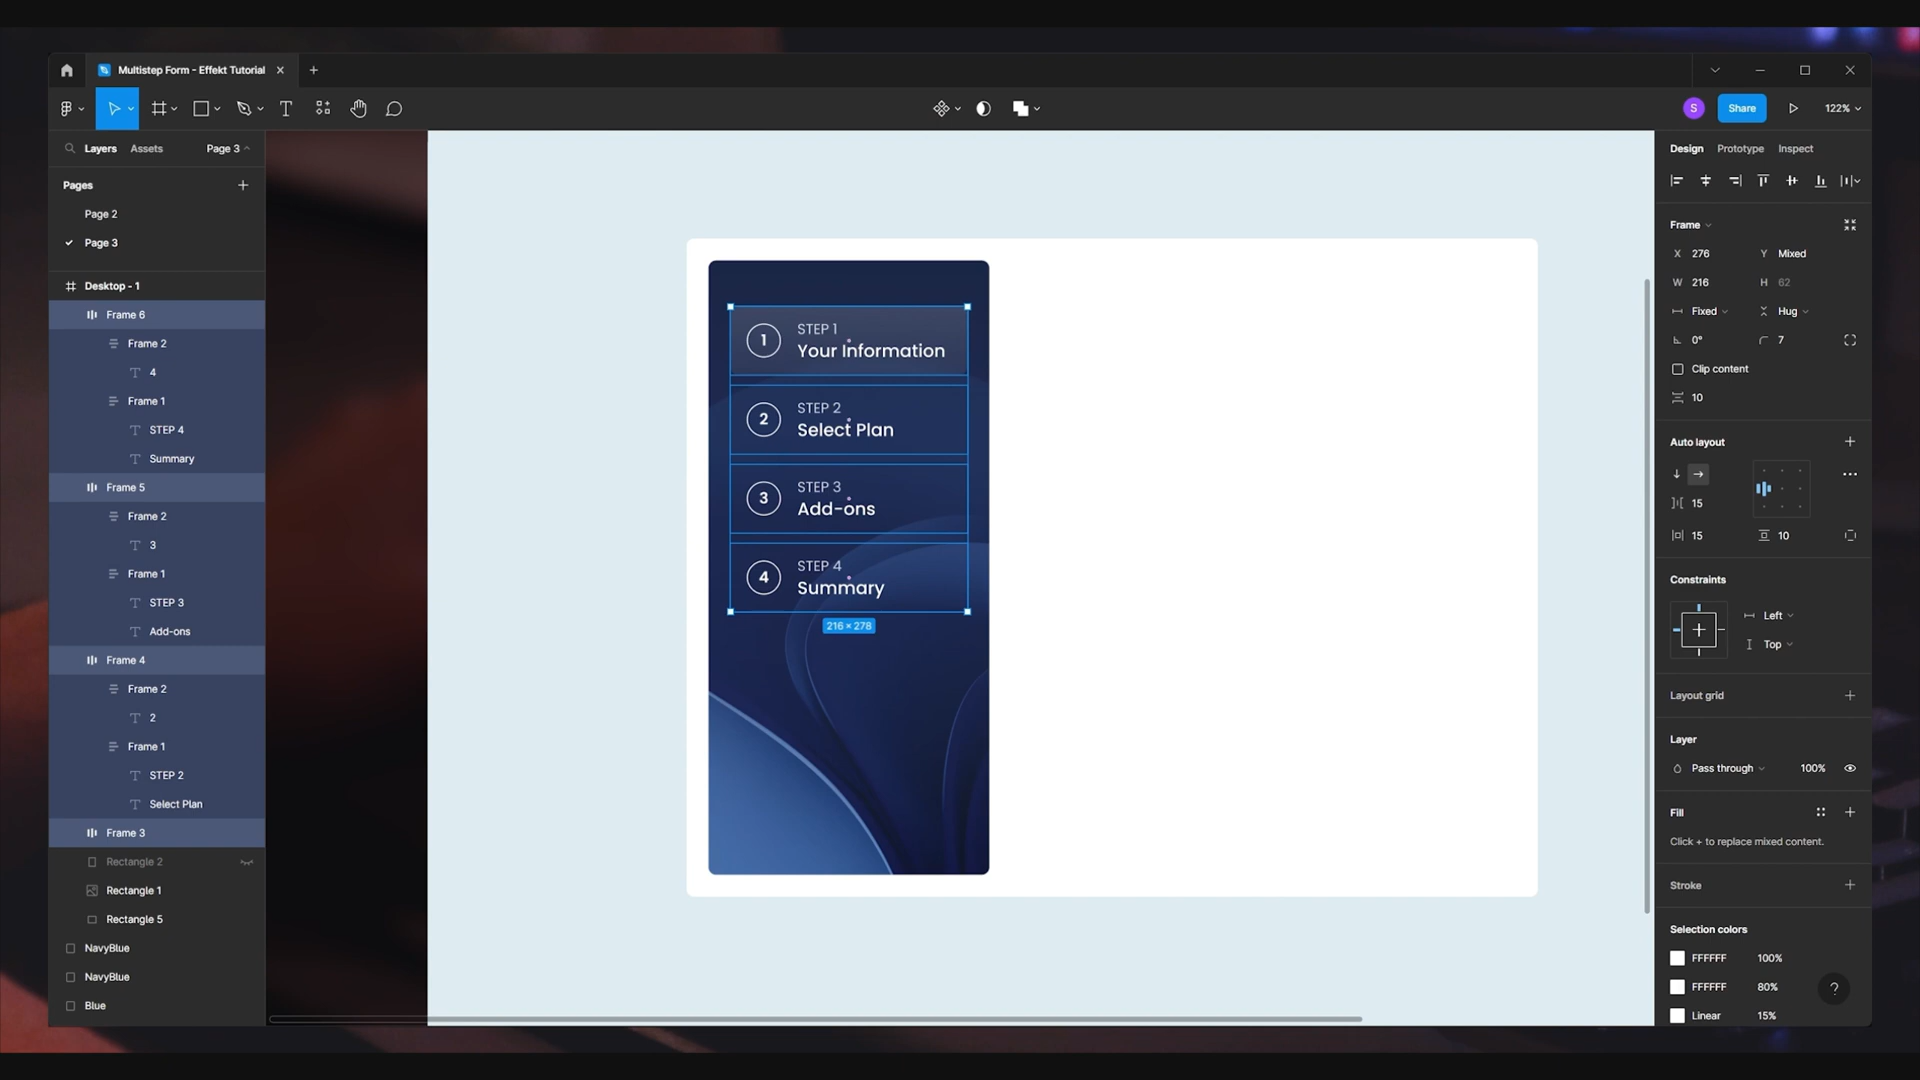 Multistep Form - Effekt Tutorial
S
Share
122%
Layers
Assets
Page 3
Pages
Page 2
Page 3
Desktop - 1
Frame 6
Frame 2
4
Frame 1
STEP 4
Summary
Frame 5
Frame 2
3
Frame 1
STEP 3
Add-ons
Frame 4
Frame 2
2
Frame 1
STEP 2
Select Plan
Frame 3
Rectangle 2
Rectangle 1
Rectangle 5
NavyBlue
NavyBlue
Blue
1
STEP 1
Your Information
2
STEP 2
Select Plan
3
STEP 3
Add-ons
4
STEP 4
Summary
216 × 278
Design
Prototype
Inspect
Frame
X 276
Y Mixed
W 216
H 62
Fixed
Hug
0°
7
Clip content
10
Auto layout
15
15
10
Constraints
Left
Top
Layout grid
Layer
Pass through
100%
Fill
Click + to replace mixed content.
Stroke
Selection colors
FFFFFF 100%
FFFFFF 80%
Linear 15%
?